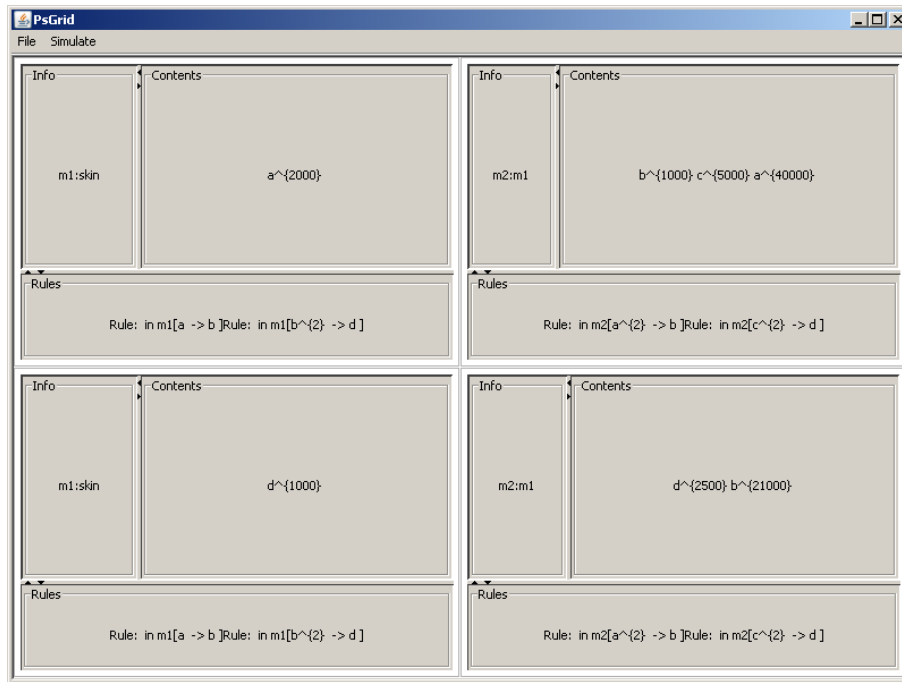 PsGrid
File Simulate
Info
Contents
m1:skin
a^{2000}
Rules
Rule: in m1[a -> b ]Rule: in m1[b^{2} -> d ]
Info
Contents
m2:m1
b^{1000} c^{5000} a^{40000}
Rules
Rule: in m2[a^{2} -> b ]Rule: in m2[c^{2} -> d ]
Info
Contents
m1:skin
d^{1000}
Rules
Rule: in m1[a -> b ]Rule: in m1[b^{2} -> d ]
Info
Contents
m2:m1
d^{2500} b^{21000}
Rules
Rule: in m2[a^{2} -> b ]Rule: in m2[c^{2} -> d ]